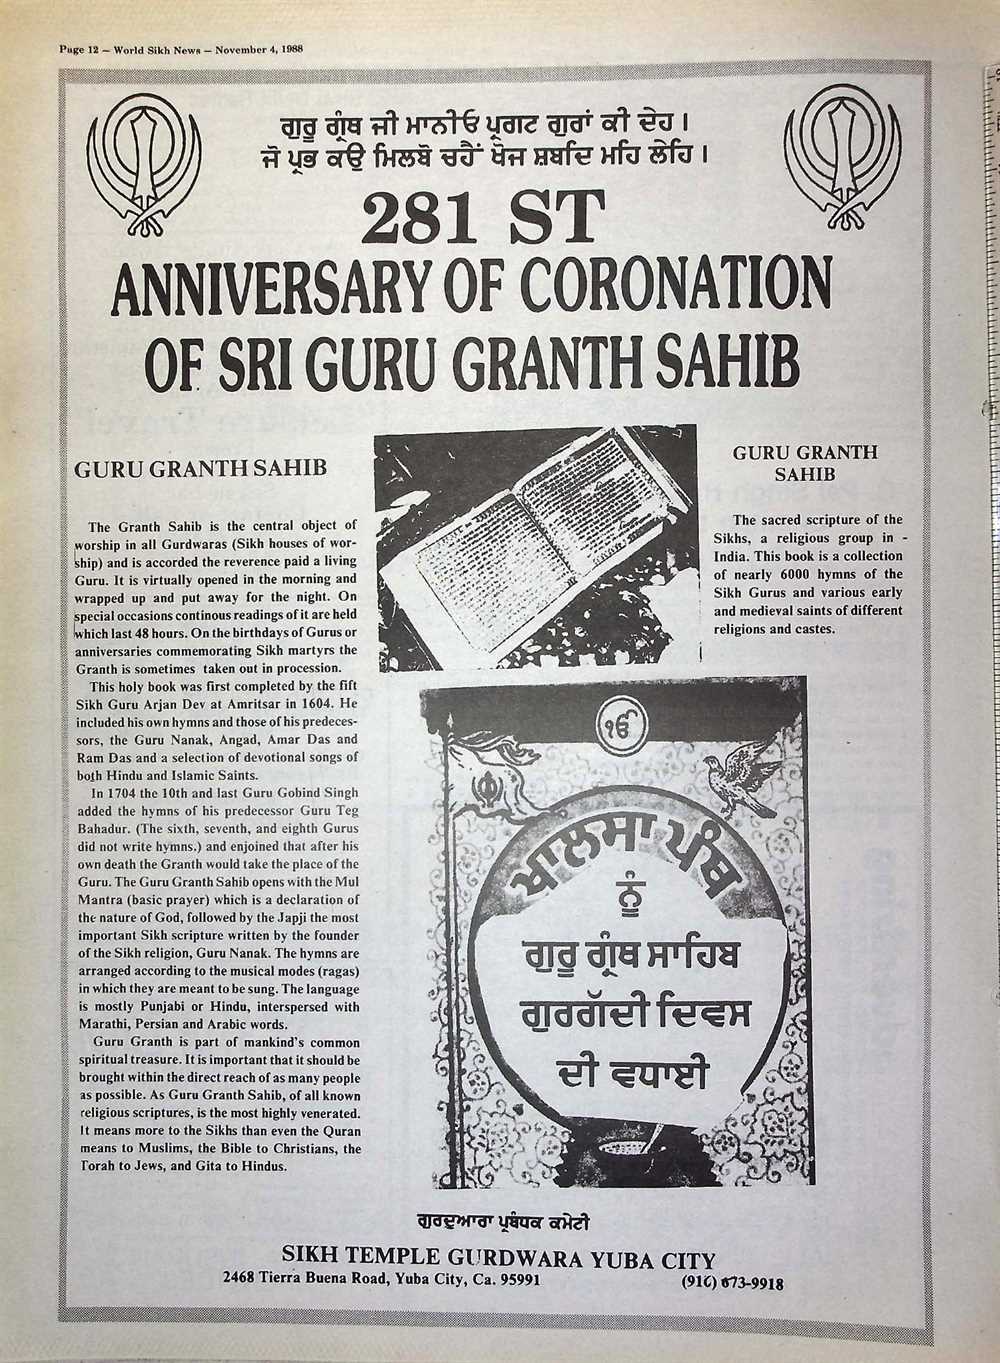 Page 12 — World Sikh News — November 4, 1988
ਗੁਰੂ ਗ੍ਰੰਥ ਜੀ ਮਾਨੀਓ ਪ੍ਰਗਟ ਗੁਰਾਂ ਕੀ ਦੇਹ ।
ਜੋ ਪ੍ਰਭ ਕਉ ਮਿਲਬੋ ਚਹੈਂ ਖੋਜ ਸ਼ਬਦਿ ਮਹਿ ਲੇਹਿ ।
281 ST
ANNIVERSARY OF CORONATION
OF SRI GURU GRANTH SAHIB
GURU GRANTH SAHIB
The Granth Sahib is the central object of
worship in all Gurdwaras (Sikh houses of wor-
ship) and is accorded the reverence paid a living
Guru. It is virtually opened in the morning and
wrapped up and put away for the night. On
special occasions continous readings of it are held
which last 48 hours. On the birthdays of Gurus or
anniversaries commemorating Sikh martyrs the
Granth is sometimes taken out in procession.
This holy book was first completed by the fift
Sikh Guru Arjan Dev at Amritsar in 1604. He
included his own hymns and those of his predeces-
sors, the Guru Nanak, Angad, Amar Das and
Ram Das and a selection of devotional songs of
both Hindu and Islamic Saints.
In 1704 the 10th and last Guru Gobind Singh
added the hymns of his predecessor Guru Teg
Bahadur. (The sixth, seventh, and eighth Gurus
did not write hymns.) and enjoined that after his
own death the Granth would take the place of the
Guru. The Guru Granth Sahib opens with the Mul
Mantra (basic prayer) which is a declaration of
the nature of God, followed by the Japji the most
important Sikh scripture written by the founder
of the Sikh religion, Guru Nanak. The hymns are
arranged according to the musical modes (ragas)
in which they are meant to be sung. The language
is mostly Punjabi or Hindu, interspersed with
Marathi, Persian and Arabic words.
Guru Granth is part of mankind's common
spiritual treasure. It is important that it should be
brought within the direct reach of as many people
as possible. As Guru Granth Sahib, of all known
religious scriptures, is the most highly venerated.
It means more to the Sikhs than even the Quran
means to Muslims, the Bible to Christians, the
Torah to Jews, and Gita to Hindus.
GURU GRANTH
SAHIB
The sacred scripture of the
Sikhs, a religious group in -
India. This book is a collection
of nearly 6000 hymns of the
Sikh Gurus and various early
and medieval saints of different
religions and castes.
ੴ
ਖਾਲਸਾ ਪੰਥ
ਨੂੰ
ਗੁਰੂ ਗ੍ਰੰਥ ਸਾਹਿਬ
ਗੁਰਗੱਦੀ ਦਿਵਸ
ਦੀ ਵਧਾਈ
ਗੁਰਦੁਆਰਾ ਪ੍ਰਬੰਧਕ ਕਮੇਟੀ
SIKH TEMPLE GURDWARA YUBA CITY
2468 Tierra Buena Road, Yuba City, Ca. 95991
(916) 673-9918